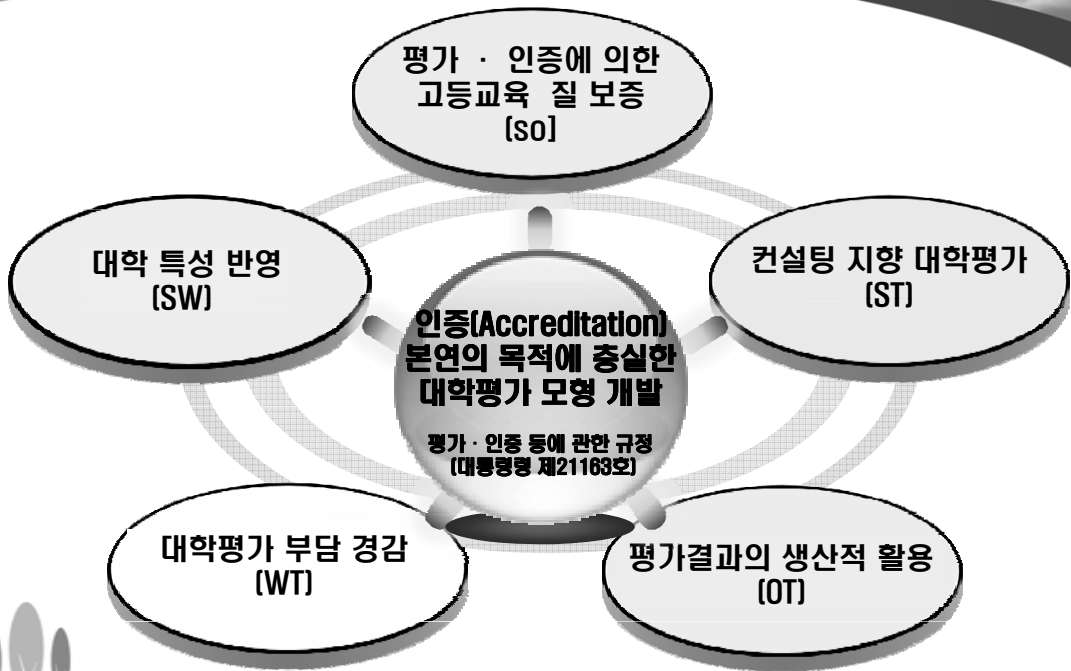 평가 · 인증에 의한
고등교육 질 보증
[so]
대학 특성 반영
(SW)
컨설팅 지향 대학평가
(ST)
인증(Accreditation)
본연의 목적에 충실한
대학평가 모형 개발
평가 · 인증 등에 관한 규정
(대통령령 제21163호)
대학평가 부담 경감
(WT)
평가결과의 생산적 활용
(OT)